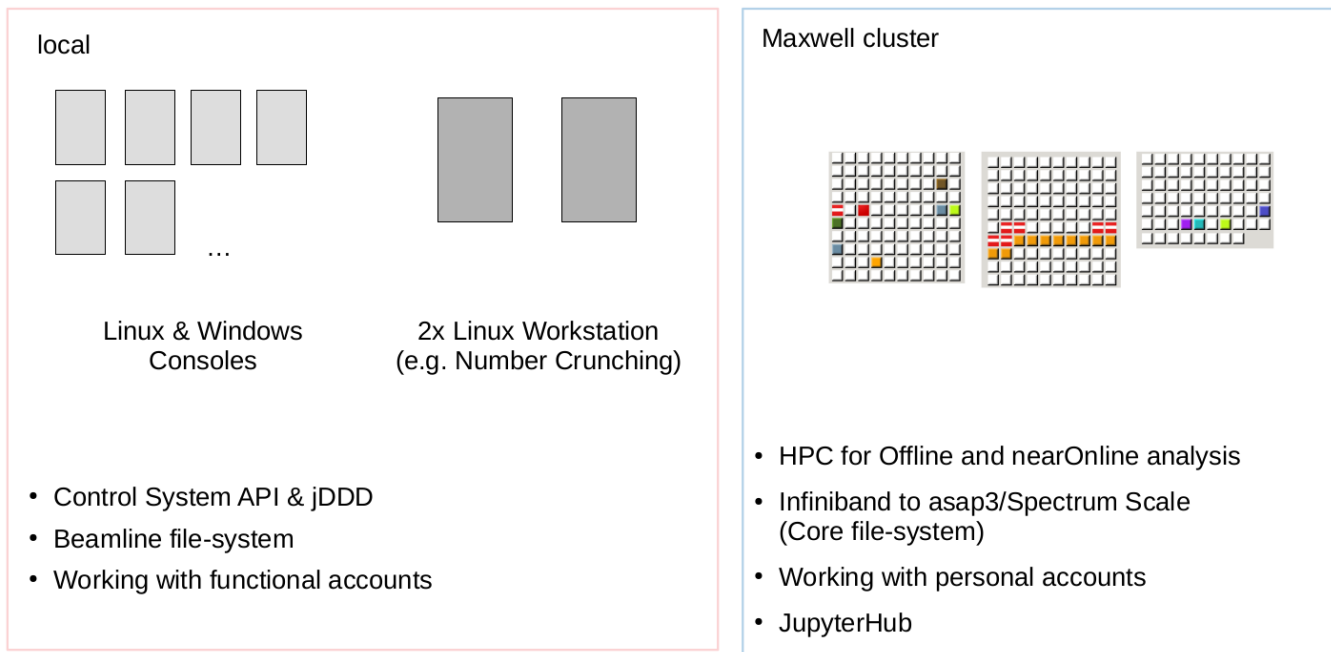 local
...
Linux & Windows
Consoles
2x Linux Workstation
(e.g. Number Crunching)
• Control System API & jDDD
• Beamline file-system
• Working with functional accounts
Maxwell cluster
• HPC for Offline and nearOnline analysis
• Infiniband to asap3/Spectrum Scale
(Core file-system)
• Working with personal accounts
• JupyterHub